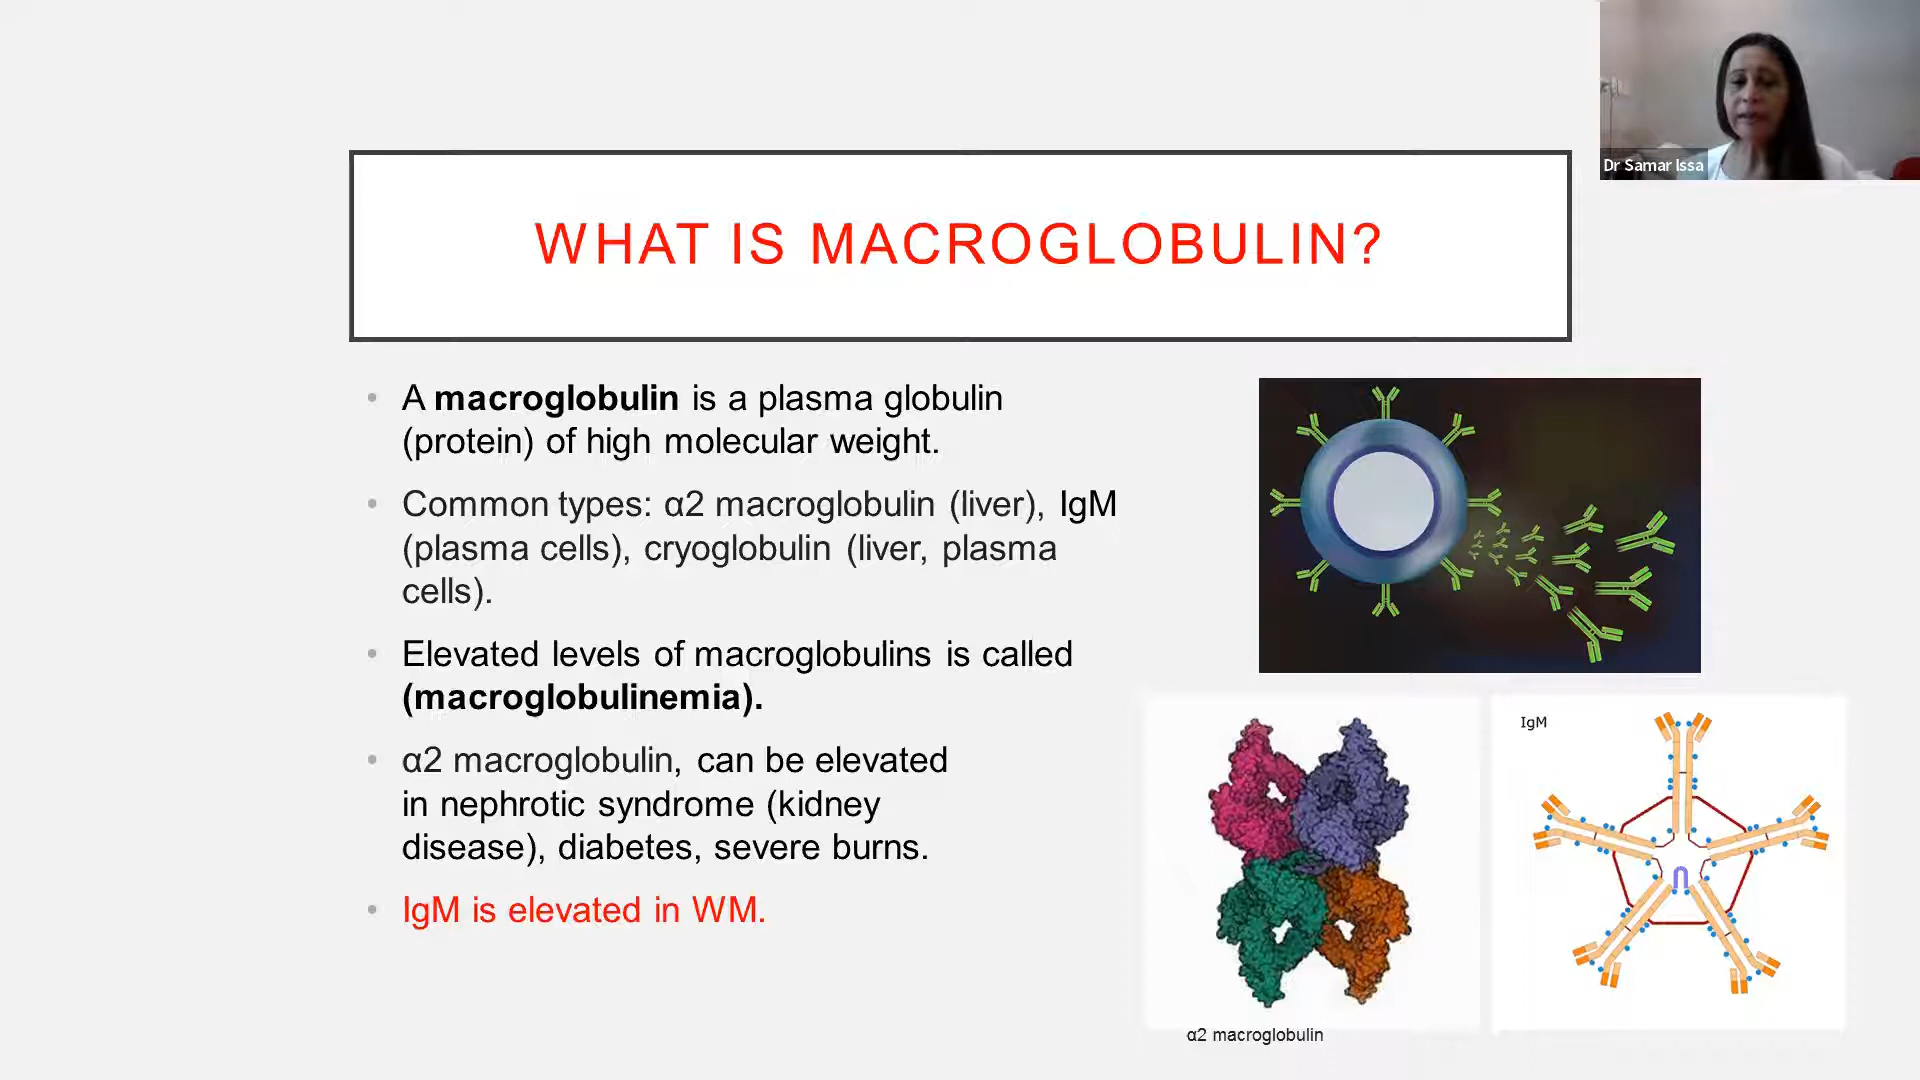 Dr Samar Issa
WHAT IS MACROGLOBULIN?
• A macroglobulin is a plasma globulin
(protein) of high molecular weight.
• Common types: α2 macroglobulin (liver), IgM
(plasma cells), cryoglobulin (liver, plasma
cells).
• Elevated levels of macroglobulins is called
(macroglobulinemia).
• α2 macroglobulin, can be elevated
in nephrotic syndrome (kidney
disease), diabetes, severe burns.
• IgM is elevated in WM.
IgM
α2 macroglobulin